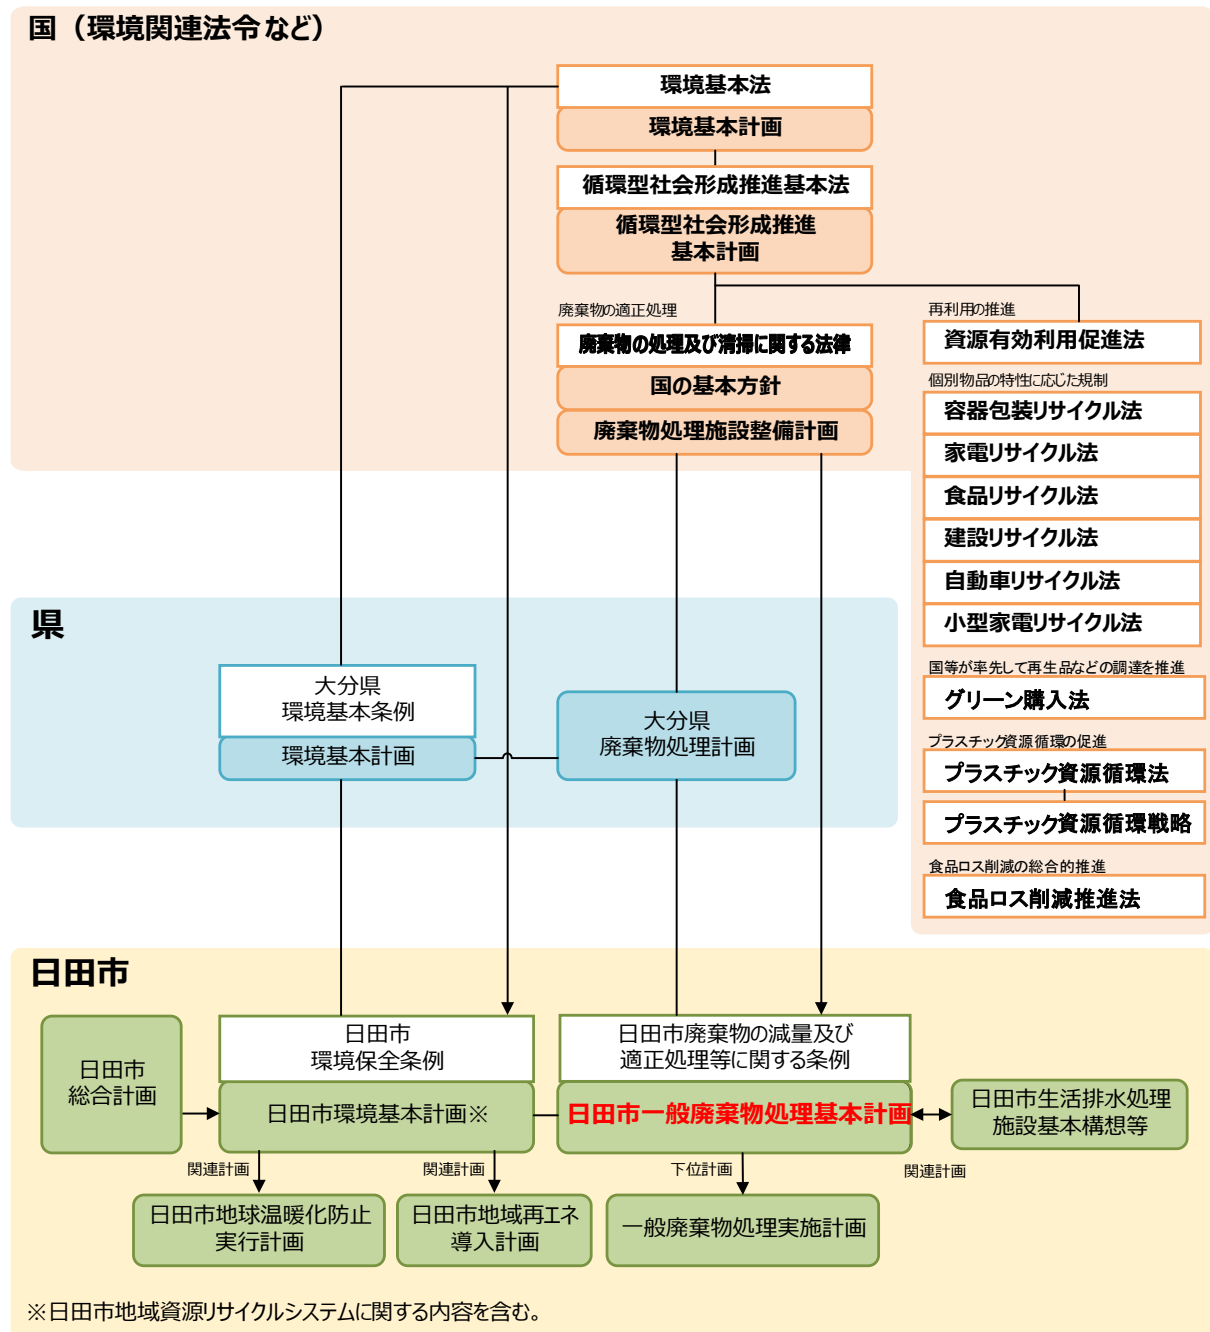 国（環境関連法令など）
環境基本法
環境基本計画
循環型社会形成推進基本法
循環型社会形成推進
基本計画
廃棄物の適正処理
廃棄物の処理及び清掃に関する法律
国の基本方針
廃棄物処理施設整備計画
再利用の推進
資源有効利用促進法
個別物品の特性に応じた規制
容器包装リサイクル法
家電リサイクル法
食品リサイクル法
建設リサイクル法
自動車リサイクル法
小型家電リサイクル法
国等が率先して再生品などの調達を推進
グリーン購入法
プラスチック資源循環の促進
プラスチック資源循環法
プラスチック資源循環戦略
食品ロス削減の総合的推進
食品ロス削減推進法
県
大分県
環境基本条例
環境基本計画
大分県
廃棄物処理計画
日田市
日田市
総合計画
日田市
環境保全条例
日田市環境基本計画※
日田市廃棄物の減量及び
適正処理等に関する条例
日田市一般廃棄物処理基本計画
日田市生活排水処理
施設基本構想等
関連計画
関連計画
下位計画
関連計画
日田市地球温暖化防止
実行計画
日田市地域再エネ
導入計画
一般廃棄物処理実施計画
※日田市地域資源リサイクルシステムに関する内容を含む。